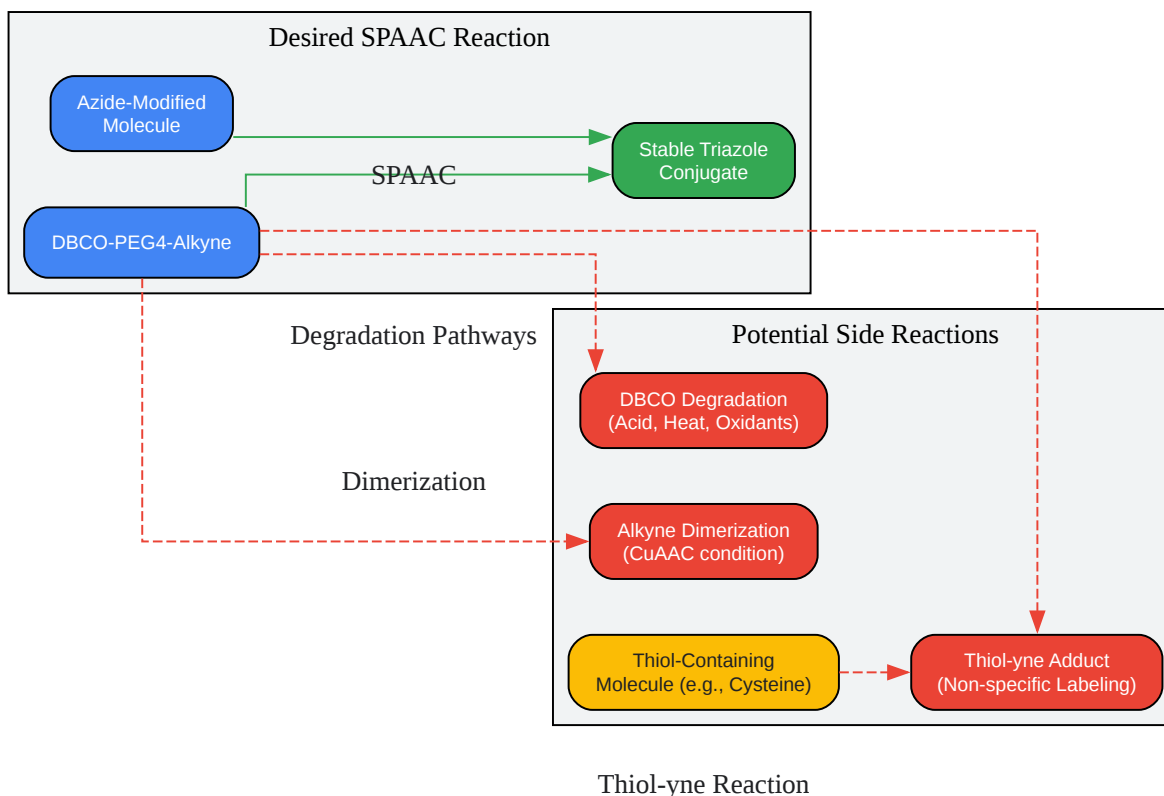 Desired SPAAC Reaction
Azide-Modified
Molecule
Stable Triazole
Conjugate
SPAAC
DBCO-PEG4-Alkyne
Degradation Pathways
Potential Side Reactions
DBCO Degradation
(Acid, Heat, Oxidants)
Dimerization
Alkyne Dimerization
(CuAAC condition)
Thiol-Containing
Molecule (e.g., Cysteine)
Thiol-yne Adduct
(Non-specific Labeling)
Thiol-yne Reaction